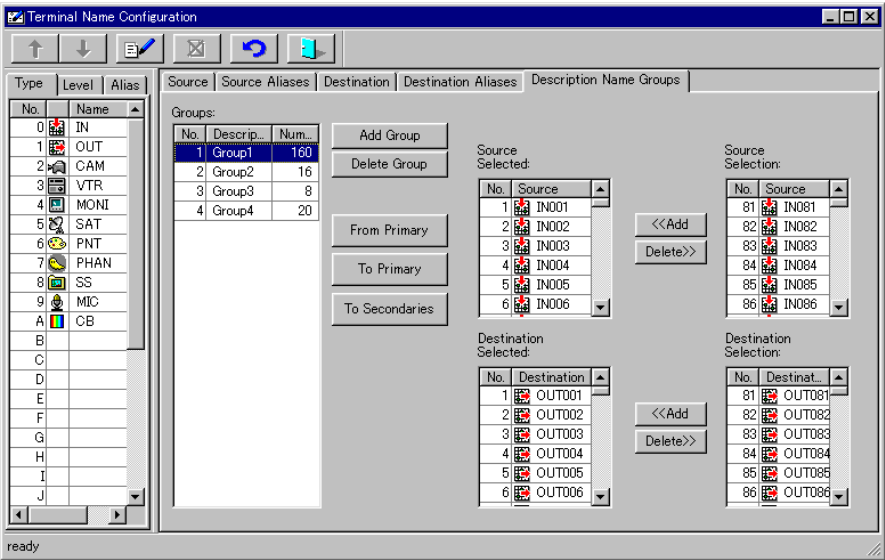 Terminal Name Configuration
Type Level Alias
No. Name
0 IN
1 OUT
2 CAM
3 VTR
4 MONI
5 SAT
6 PNT
7 PHAN
8 SS
9 MIC
A CB
B
C
D
E
F
G
H
I
J
Source Source Aliases Destination Destination Aliases Description Name Groups
Groups:
No. Descrip... Num...
1 Group1 160
2 Group2 16
3 Group3 8
4 Group4 20
Add Group
Delete Group
From Primary
To Primary
To Secondaries
Source
Selected:
No. Source
1 IN001
2 IN002
3 IN003
4 IN004
5 IN005
6 IN006
<<Add
Delete>>
Source
Selection:
No. Source
81 IN081
82 IN082
83 IN083
84 IN084
85 IN085
86 IN086
Destination
Selected:
No. Destination
1 OUT001
2 OUT002
3 OUT003
4 OUT004
5 OUT005
6 OUT006
<<Add
Delete>>
Destination
Selection:
No. Destinat...
81 OUT081
82 OUT082
83 OUT083
84 OUT084
85 OUT085
86 OUT086
ready